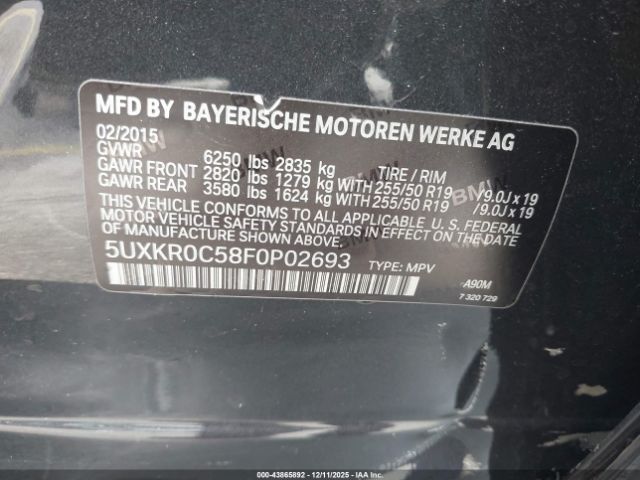 MFD BY BAYERISCHE MOTOREN WERKE AG
02/2015
GVWR 6250 lbs 2835 kg TIRE / RIM
GAWR FRONT 2820 lbs 1279 kg WITH 255/50 R19 /9.0J x 19
GAWR REAR 3580 lbs 1624 kg WITH 255/50 R19 /9.0J x 19
THIS VEHICLE CONFORMS TO ALL APPLICABLE U. S. FEDERAL
MOTOR VEHICLE SAFETY STANDARDS IN EFFECT ON THE DATE
OF MANUFACTURE SHOWN ABOVE.
5UXKR0C58F0P02693 TYPE: MPV
A90M
7 320 729
000-43865892 • 12/11/2025 • IAAI.COM